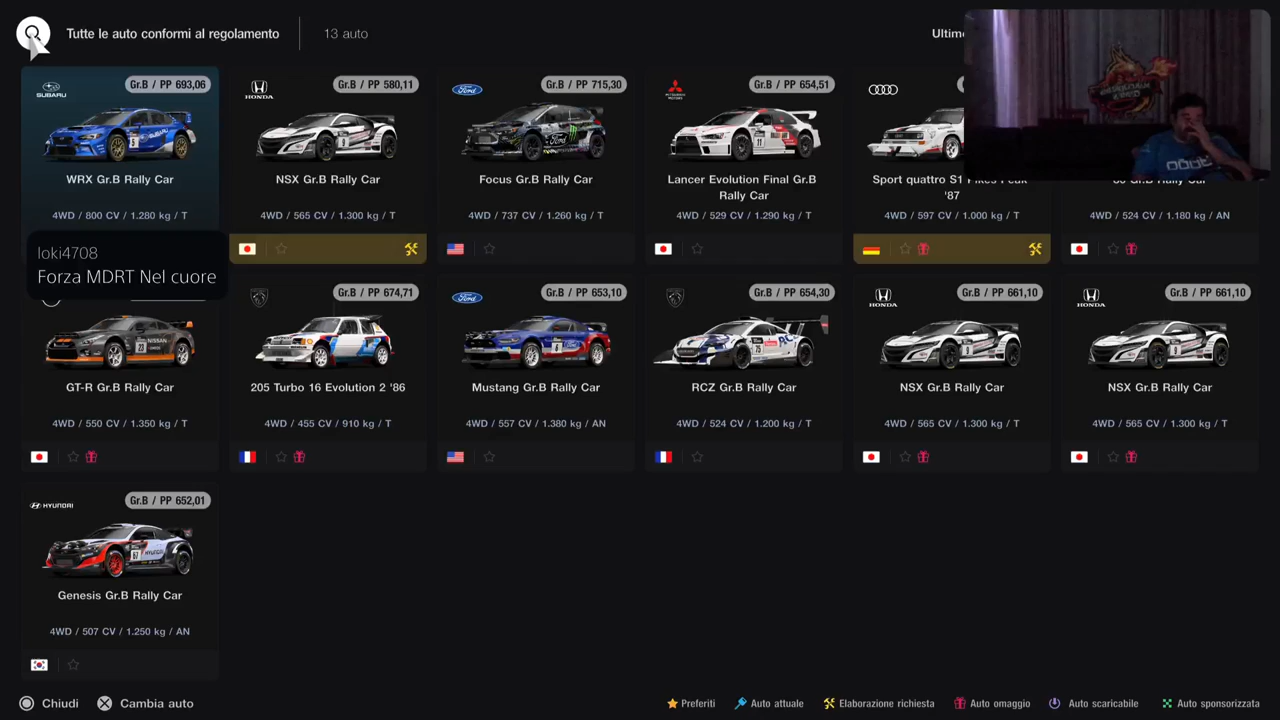 Tutte le auto conformi al regolamento
13 auto
SUBARU
Gr.B / PP 693,06
WRX Gr.B Rally Car
4WD / 800 CV / 1.280 kg / T
HONDA
Gr.B / PP 580,11
NSX Gr.B Rally Car
4WD / 565 CV / 1.300 kg / T
Ford
Gr.B / PP 715,30
Focus Gr.B Rally Car
4WD / 737 CV / 1.260 kg / T
MITSUBISHI
MOTORS
Gr.B / PP 654,51
Lancer Evolution Final Gr.B
Rally Car
4WD / 529 CV / 1.290 kg / T
Sport quattro S1 Pikes Peak
'87
4WD / 597 CV / 1.000 kg / T
4WD / 524 CV / 1.180 kg / AN
loki4708
Forza MDRT Nel cuore
GT-R Gr.B Rally Car
4WD / 550 CV / 1.350 kg / T
Gr.B / PP 674,71
205 Turbo 16 Evolution 2 '86
4WD / 455 CV / 910 kg / T
Ford
Gr.B / PP 653,10
Mustang Gr.B Rally Car
4WD / 557 CV / 1.380 kg / AN
Gr.B / PP 654,30
RCZ Gr.B Rally Car
4WD / 524 CV / 1.200 kg / T
HONDA
Gr.B / PP 661,10
NSX Gr.B Rally Car
4WD / 565 CV / 1.300 kg / T
HONDA
Gr.B / PP 661,10
NSX Gr.B Rally Car
4WD / 565 CV / 1.300 kg / T
HYUNDAI
Gr.B / PP 652,01
Genesis Gr.B Rally Car
4WD / 507 CV / 1.250 kg / AN
Chiudi
Cambia auto
Preferiti
Auto attuale
Elaborazione richiesta
Auto omaggio
Auto scaricabile
Auto sponsorizzata